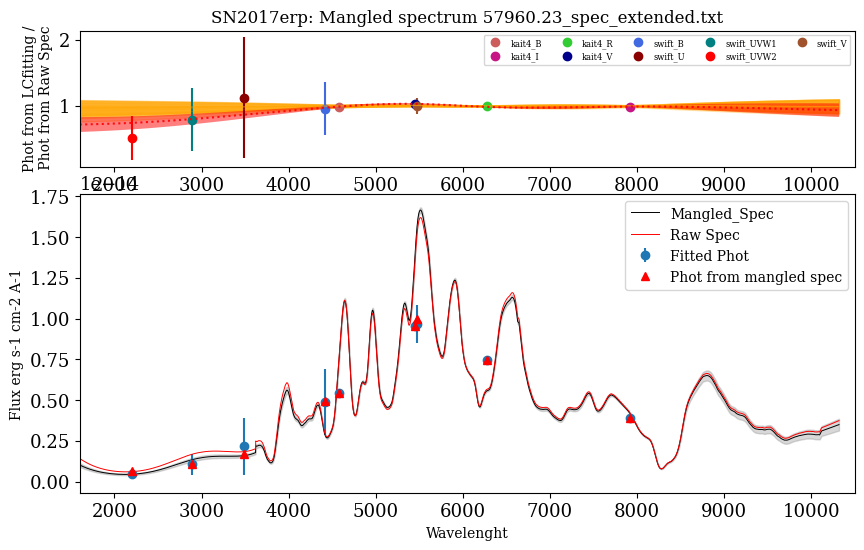 SN2017erp: Mangled spectrum 57960.23_spec_extended.txt
Phot from LCfitting /
Phot from Raw Spec
2
1
kait4_B
kait4_R
swift_B
swift_UVW1
swift_V
kait4_I
kait4_V
swift_U
swift_UVW2
2000 3000 4000 5000 6000 7000 8000 9000 10000
1e−14
Flux erg s-1 cm-2 A-1
1.75
1.50
1.25
1.00
0.75
0.50
0.25
0.00
Mangled_Spec
Raw Spec
Fitted Phot
Phot from mangled spec
2000 3000 4000 5000 6000 7000 8000 9000 10000
Wavelenght